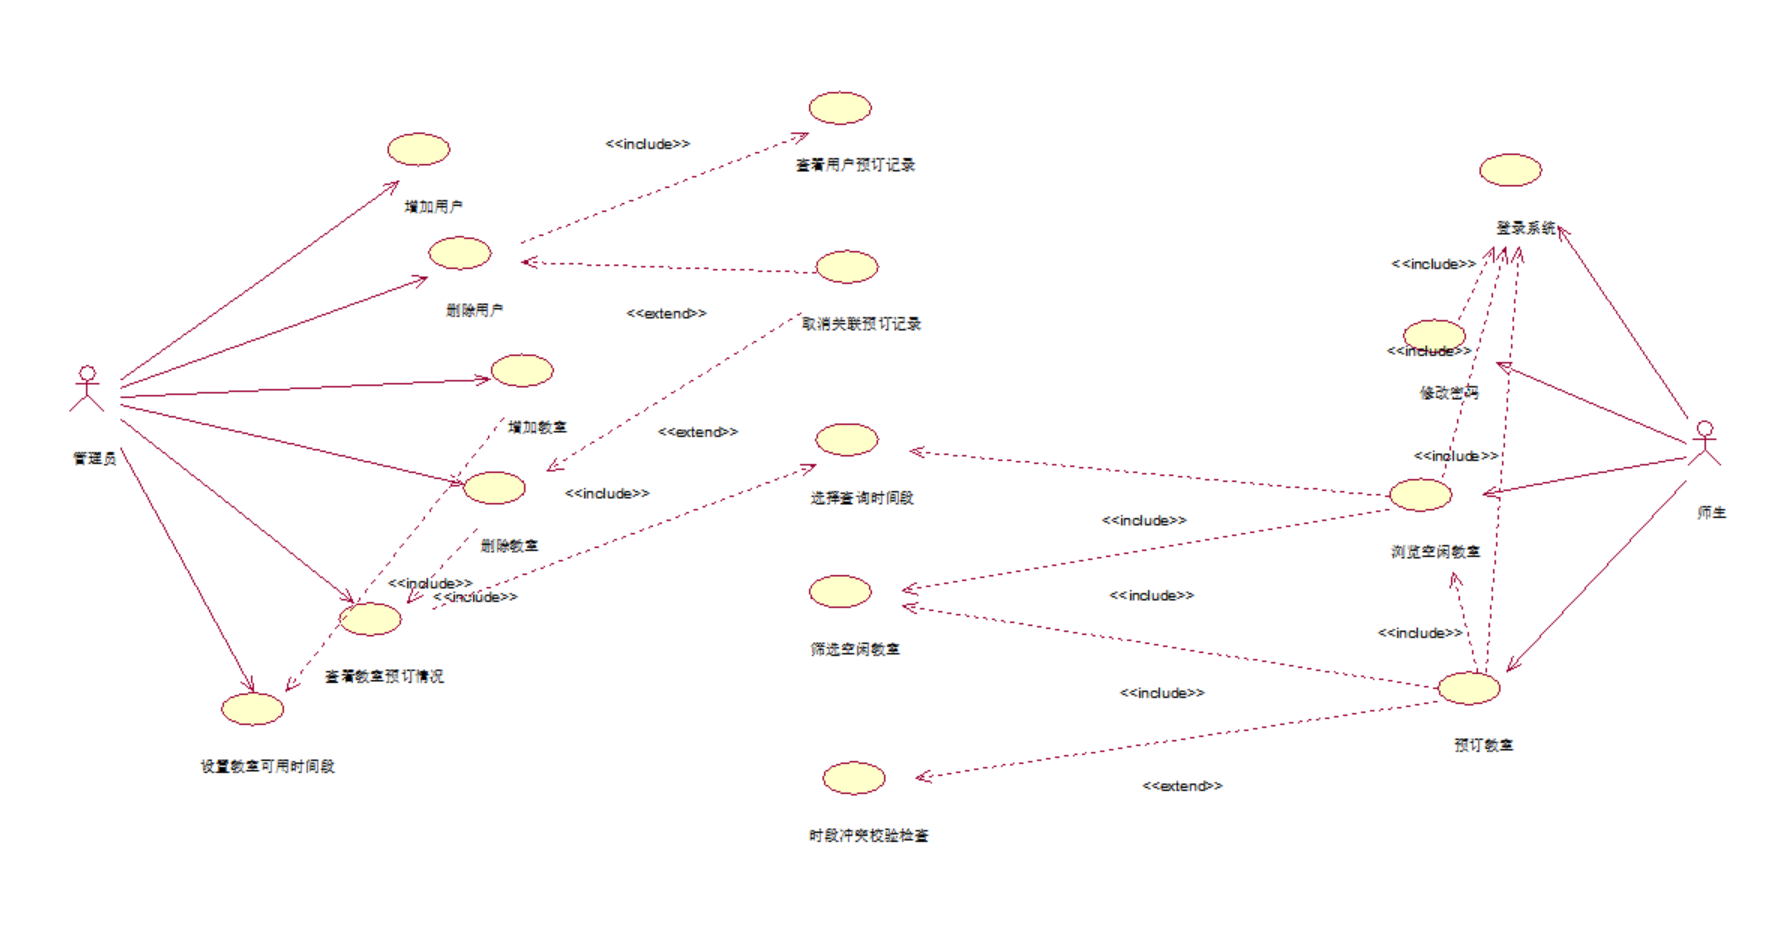 <<include>>
查看用户预订记录
增加用户
登录系统
<<include>>
删除用户
<<extend>>
取消关联预订记录
<<include>>
修改密码
增加教室
<<extend>>
管理员
<<include>>
<<include>>
选择查询时间段
师生
<<include>>
删除教室
浏览空闲教室
<<include>>
<<include>>
<<include>>
<<include>>
筛选空闲教室
查看教室预订情况
<<include>>
预订教室
设置教室可用时间段
<<extend>>
时段冲突校验检查